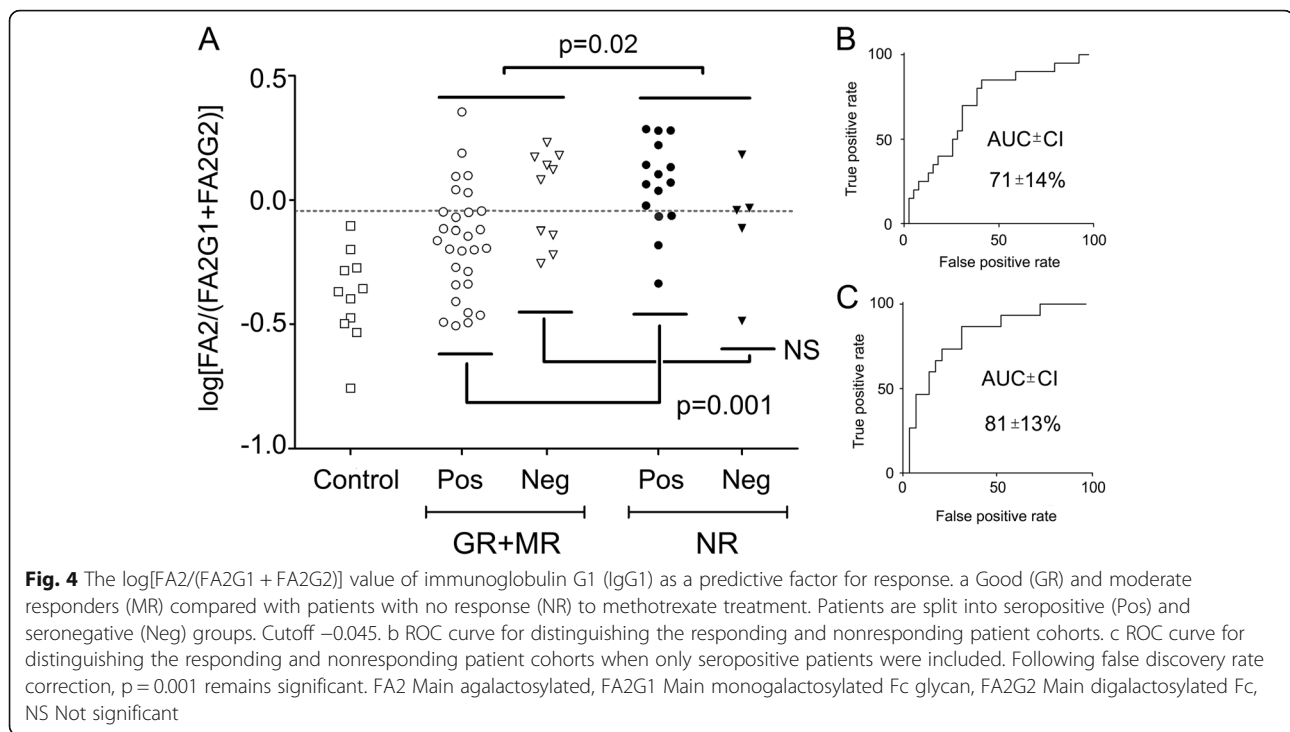 A
p=0.02
0.5
0.0
-0.5
-1.0
log[FA2/(FA2G1+FA2G2)]
NS
p=0.001
Control Pos Neg Pos Neg
GR+MR NR
B
100
50
0
True positive rate
AUC±CI
71±14%
0 50 100
False positive rate
C
100
50
0
True positive rate
AUC±CI
81±13%
0 50 100
False positive rate
Fig. 4 The log[FA2/(FA2G1 + FA2G2)] value of immunoglobulin G1 (IgG1) as a predictive factor for response. a Good (GR) and moderate
responders (MR) compared with patients with no response (NR) to methotrexate treatment. Patients are split into seropositive (Pos) and
seronegative (Neg) groups. Cutoff −0.045. b ROC curve for distinguishing the responding and nonresponding patient cohorts. c ROC curve for
distinguishing the responding and nonresponding patient cohorts when only seropositive patients were included. Following false discovery rate
correction, p = 0.001 remains significant. FA2 Main agalactosylated, FA2G1 Main monogalactosylated Fc glycan, FA2G2 Main digalactosylated Fc,
NS Not significant